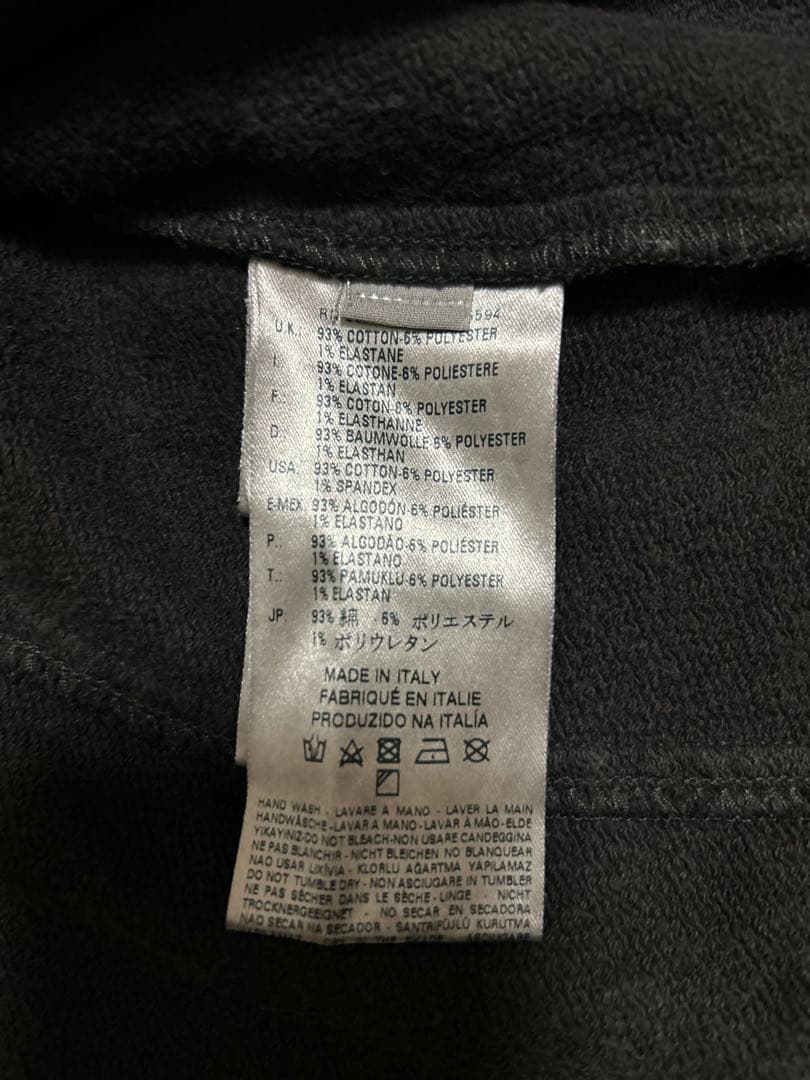 594
U.K.: 93% COTTON-6% POLYESTER
1% ELASTANE
I.: 93% COTONE-6% POLIESTERE
1% ELASTAN
F.: 93% COTON-6% POLYESTER
1% ELASTHANNE
D.: 93% BAUMWOLLE-6% POLYESTER
1% ELASTHAN
USA: 93% COTTON-6% POLYESTER
1% SPANDEX
E-MEX: 93% ALGODÓN-6% POLIÉSTER
1% ELASTANO
P.: 93% ALGODÃO-6% POLIÉSTER
1% ELASTANO
T.: 93% PAMUKLU-6% POLYESTER
1% ELASTAN
JP: 93% 綿 - 6% ポリエステル
1% ポリウレタン
MADE IN ITALY
FABRIQUÉ EN ITALIE
PRODUZIDO NA ITALÍA
HAND WASH - LAVARE A MANO - LAVER LA MAIN
HANDWÄSCHE-LAVAR A MANO-LAVAR À MÃO-ELDE
YIKAYINIZ-DO NOT BLEACH-NON USARE CANDEGGINA
NE PAS BLANCHIR - NICHT BLEICHEN NO BLANQUEAR
NAO USAR LIXÍVIA - KLORLU AĞARTMA YAPILAMAZ
DO NOT TUMBLE DRY - NON ASCIUGARE IN TUMBLER
NE PAS SÈCHER DANS LE SÈCHE-LINGE - NICHT
TROCKNERGEEIGNET - NO SECAR EN SECADORA
NAO SECAR NA SECADOR - SANTRIFÜJLÜ KURUTMA